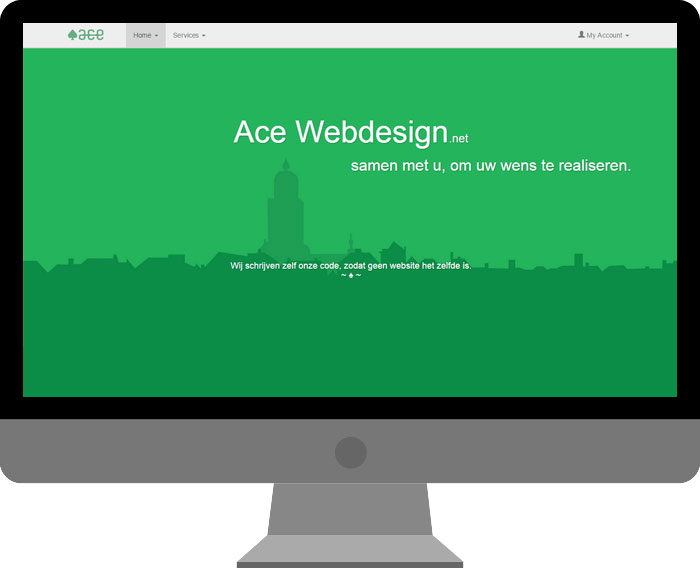 ace Home Services My Account
Ace Webdesign.net
samen met u, om uw wens te realiseren.
Wij schrijven zelf onze code, zodat geen website het zelfde is.
~ ♠ ~